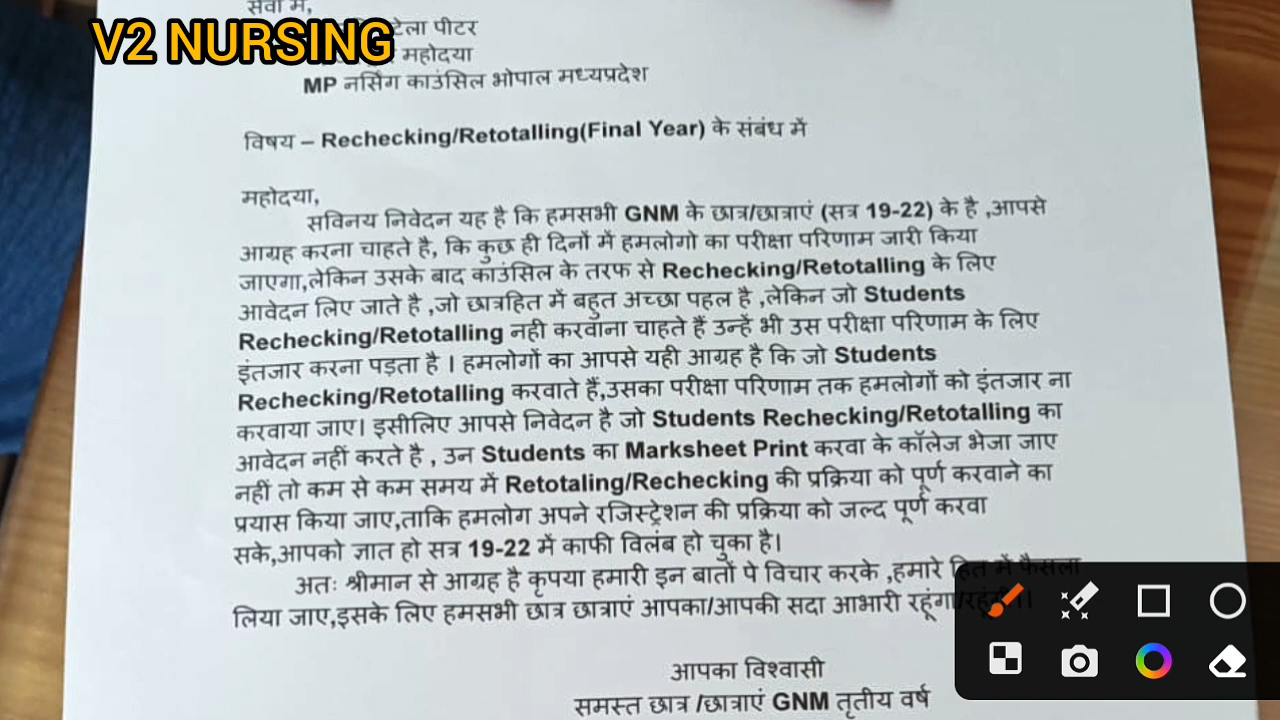 सेवा में,
V2 NURSING
टेला पीटर
महोदया
MP नर्सिंग काउंसिल भोपाल मध्यप्रदेश
विषय – Rechecking/Retotalling(Final Year) के संबंध में
महोदया,
सविनय निवेदन यह है कि हमसभी GNM के छात्र/छात्राएं (सत्र 19-22) के है ,आपसे
आग्रह करना चाहते है, कि कुछ ही दिनों में हमलोगो का परीक्षा परिणाम जारी किया
जाएगा,लेकिन उसके बाद काउंसिल के तरफ से Rechecking/Retotalling के लिए
आवेदन लिए जाते है ,जो छात्रहित में बहुत अच्छा पहल है ,लेकिन जो Students
Rechecking/Retotalling नही करवाना चाहते हैं उन्हें भी उस परीक्षा परिणाम के लिए
इंतजार करना पड़ता है । हमलोगों का आपसे यही आग्रह है कि जो Students
Rechecking/Retotalling करवाते हैं,उसका परीक्षा परिणाम तक हमलोगों को इंतजार ना
करवाया जाए। इसीलिए आपसे निवेदन है जो Students Rechecking/Retotalling का
आवेदन नहीं करते है , उन Students का Marksheet Print करवा के कॉलेज भेजा जाए
नहीं तो कम से कम समय में Retotaling/Rechecking की प्रक्रिया को पूर्ण करवाने का
प्रयास किया जाए,ताकि हमलोग अपने रजिस्ट्रेशन की प्रक्रिया को जल्द पूर्ण करवा
सके,आपको ज्ञात हो सत्र 19-22 में काफी विलंब हो चुका है।
अतः श्रीमान से आग्रह है कृपया हमारी इन बातों पे विचार करके ,हमारे हित में फैसला
लिया जाए,इसके लिए हमसभी छात्र छात्राएं आपका/आपकी सदा आभारी रहूंगा/रहूंगी।
आपका विश्वासी
समस्त छात्र /छात्राएं GNM तृतीय वर्ष